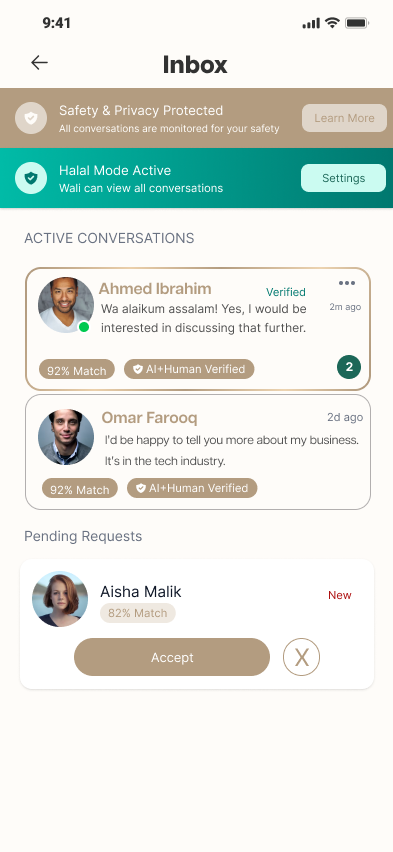 9:41
Inbox
Safety & Privacy Protected
All conversations are monitored for your safety
Learn More
Halal Mode Active
Wali can view all conversations
Settings
ACTIVE CONVERSATIONS
Ahmed Ibrahim
Verified
Wa alaikum assalam! Yes, I would be
2m ago
interested in discussing that further.
92% Match
AI+Human Verified
2
Omar Farooq
2d ago
I'd be happy to tell you more about my business.
It's in the tech industry.
92% Match
AI+Human Verified
Pending Requests
Aisha Malik
New
82% Match
Accept
X